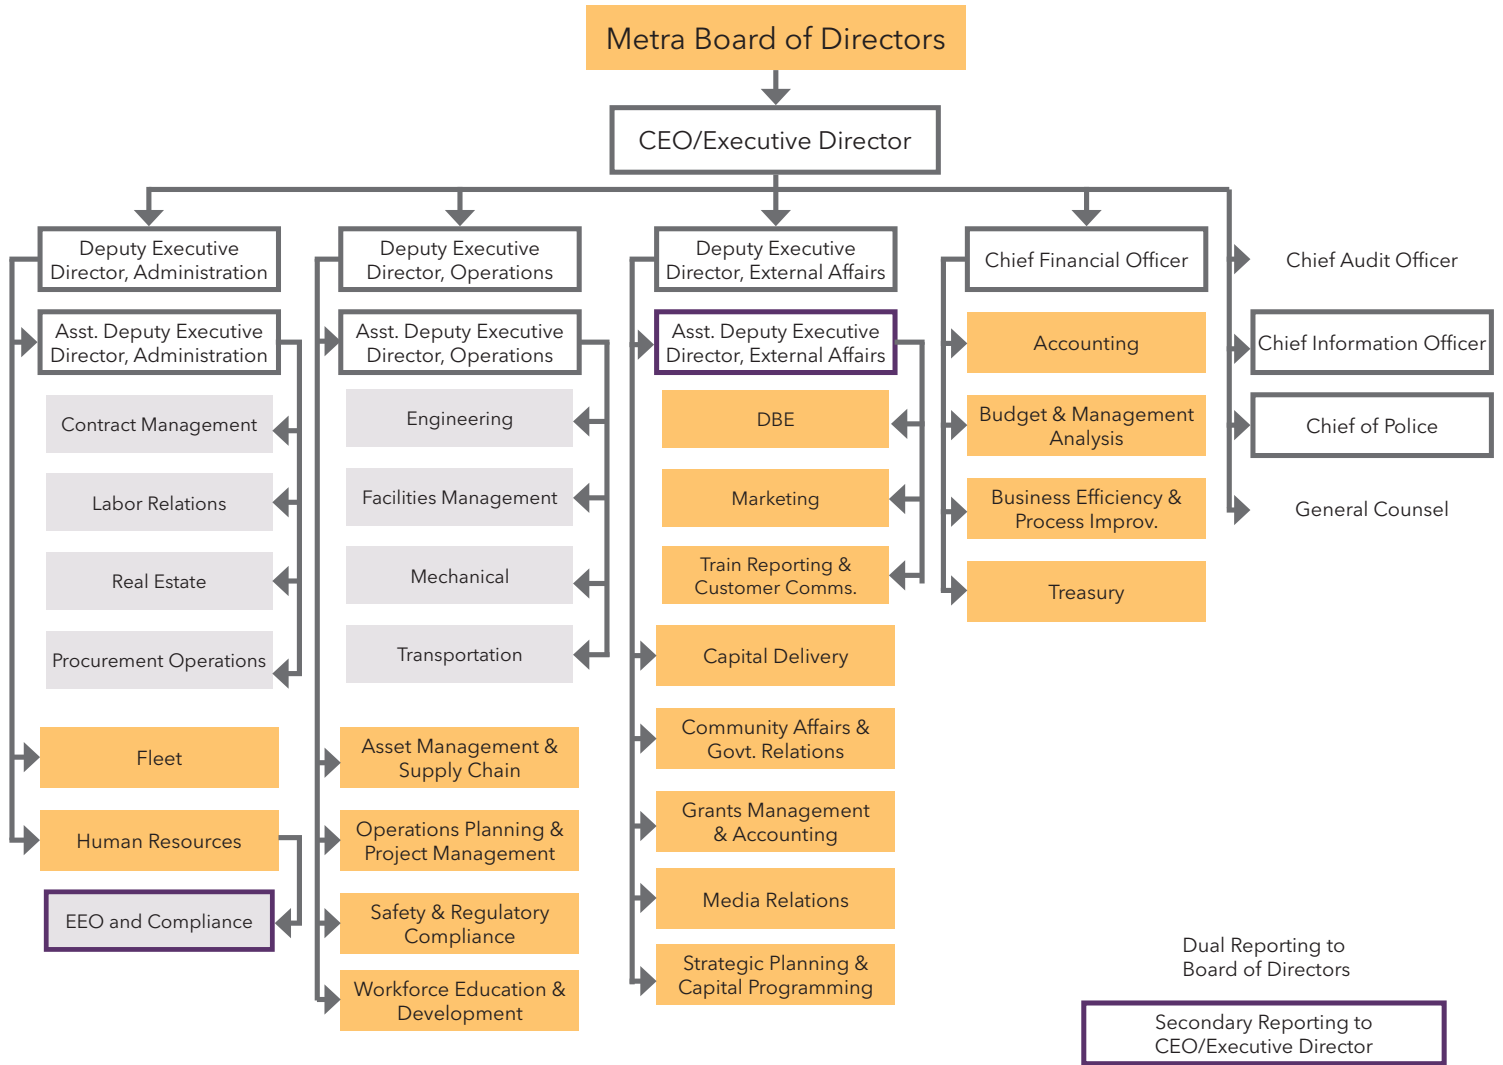 Metra Board of Directors
CEO/Executive Director
Deputy Executive
Director, Administration
Asst. Deputy Executive
Director, Administration
Contract Management
Labor Relations
Real Estate
Procurement Operations
Fleet
Human Resources
EEO and Compliance
Deputy Executive
Director, Operations
Asst. Deputy Executive
Director, Operations
Engineering
Facilities Management
Mechanical
Transportation
Asset Management &
Supply Chain
Operations Planning &
Project Management
Safety & Regulatory
Compliance
Workforce Education &
Development
Deputy Executive
Director, External Affairs
Asst. Deputy Executive
Director, External Affairs
DBE
Marketing
Train Reporting &
Customer Comms.
Capital Delivery
Community Affairs &
Govt. Relations
Grants Management
& Accounting
Media Relations
Strategic Planning &
Capital Programming
Chief Financial Officer
Accounting
Budget & Management
Analysis
Business Efficiency &
Process Improv.
Treasury
Chief Audit Officer
Chief Information Officer
Chief of Police
General Counsel
Dual Reporting to
Board of Directors
Secondary Reporting to
CEO/Executive Director